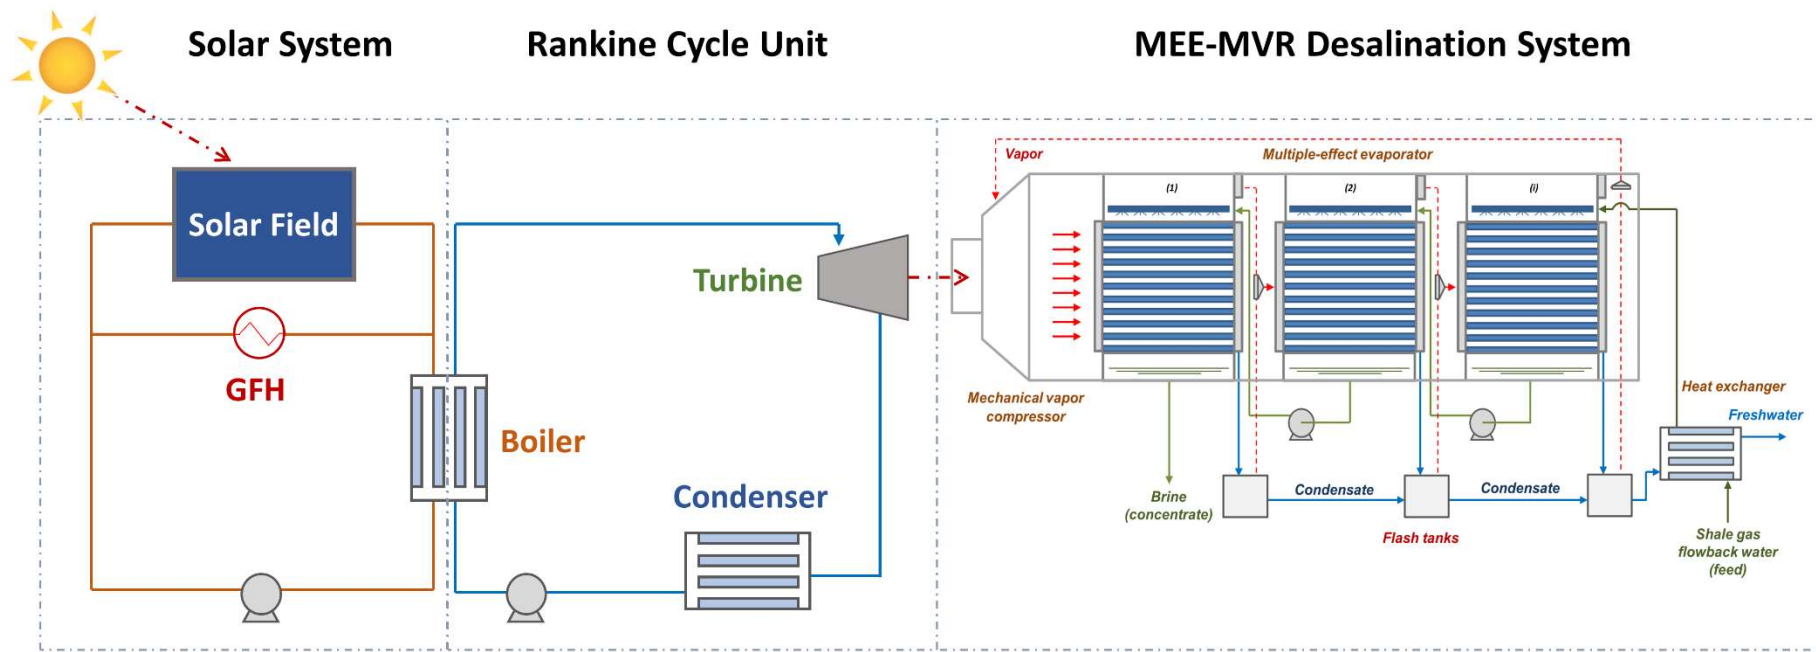 Solar System
Rankine Cycle Unit
MEE-MVR Desalination System
Solar Field
GFH
Boiler
Turbine
Condenser
Vapor
Multiple-effect evaporator
(1)
(2)
(i)
Mechanical vapor
compressor
Heat exchanger
Freshwater
Brine
(concentrate)
Condensate
Condensate
Flash tanks
Shale gas
flowback water
(feed)